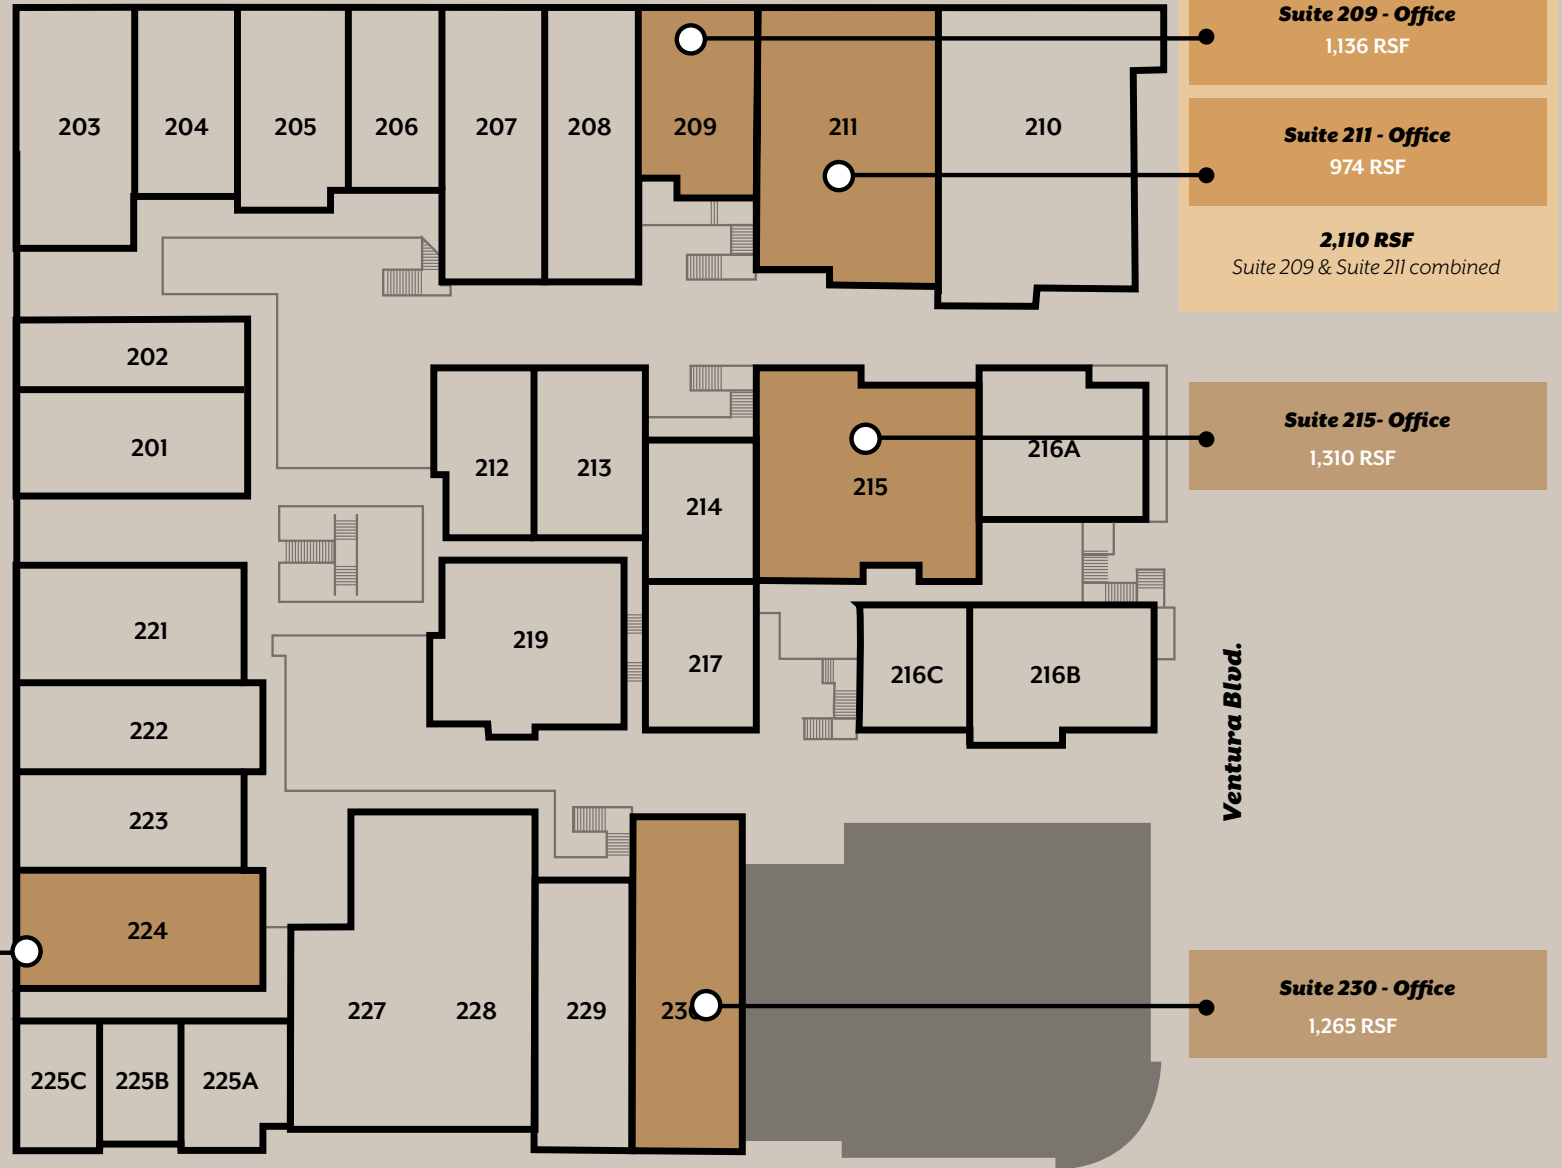 Suite 209 - Office
1,136 RSF
203 204 205 206 207 208 209 211 210
Suite 211 - Office
974 RSF
2,110 RSF
Suite 209 & Suite 211 combined
202
201
212 213 214 215 216A
Suite 215- Office
1,310 RSF
221
219
217
216C 216B
Ventura Blvd.
222
223
224
227 228 229 230
Suite 230 - Office
1,265 RSF
225C 225B 225A